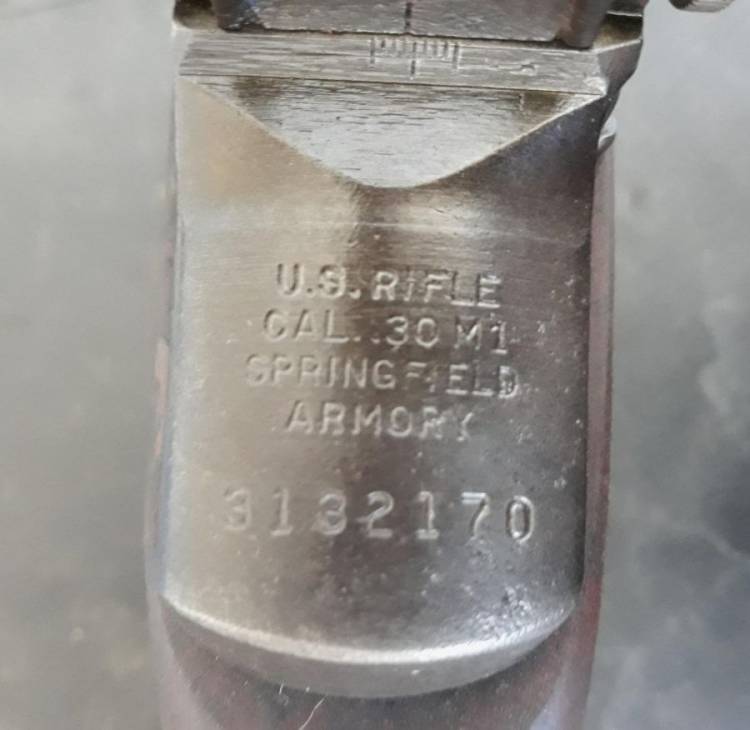 U.S. RIFLE
CAL. .30 M1
SPRINGFIELD
ARMORY
3132170